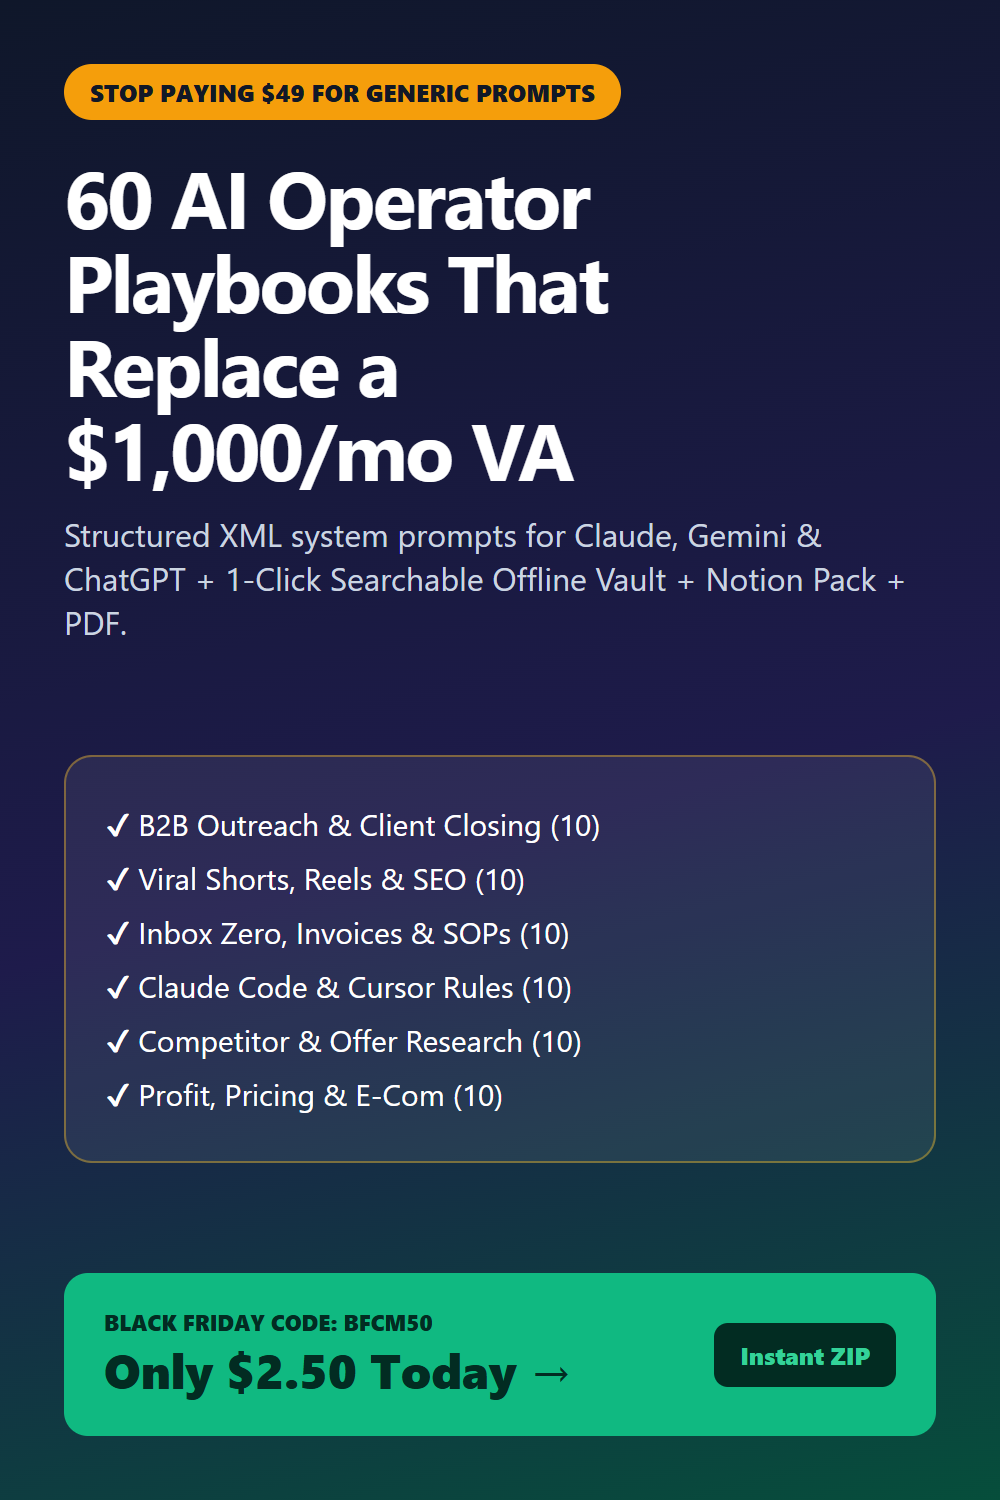 STOP PAYING $49 FOR GENERIC PROMPTS
60 AI Operator
Playbooks That
Replace a
$1,000/mo VA
Structured XML system prompts for Claude, Gemini &
ChatGPT + 1-Click Searchable Offline Vault + Notion Pack +
PDF.
✓ B2B Outreach & Client Closing (10)
✓ Viral Shorts, Reels & SEO (10)
✓ Inbox Zero, Invoices & SOPs (10)
✓ Claude Code & Cursor Rules (10)
✓ Competitor & Offer Research (10)
✓ Profit, Pricing & E-Com (10)
BLACK FRIDAY CODE: BFCM50
Only $2.50 Today →
Instant ZIP